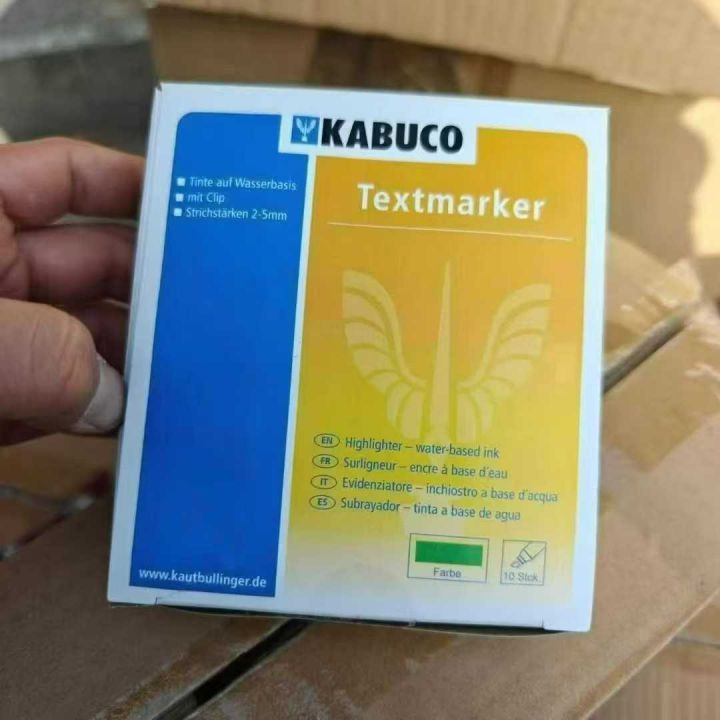 KABUCO
Textmarker
Tinte auf Wasserbasis
mit Clip
Strichstärken 2-5mm
EN Highlighter – water-based ink
FR Surligneur – encre à base d'eau
IT Evidenziatore – inchiostro a base d'acqua
ES Subrayador – tinta a base de agua
Farbe
10 Stck.
www.kautbullinger.de